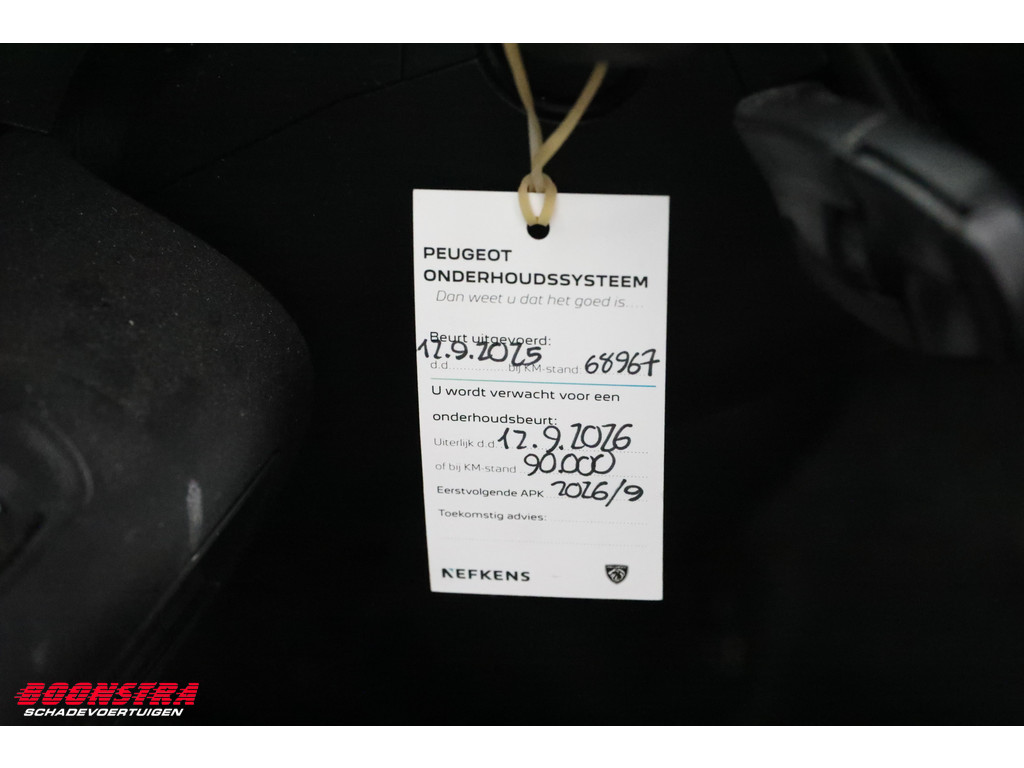 PEUGEOT
ONDERHOUDSSYSTEEM
Dan weet u dat het goed is....
Beurt uitgevoerd:
d.d. 12.9.2025 bij KM-stand: 68967
U wordt verwacht voor een
onderhoudsbeurt:
Uiterlijk d.d. 12.9.2026
of bij KM-stand 90.000
Eerstvolgende APK 2026/9
Toekomstig advies:
NEFKENS
BOONSTRA
SCHADEVOERTUIGEN